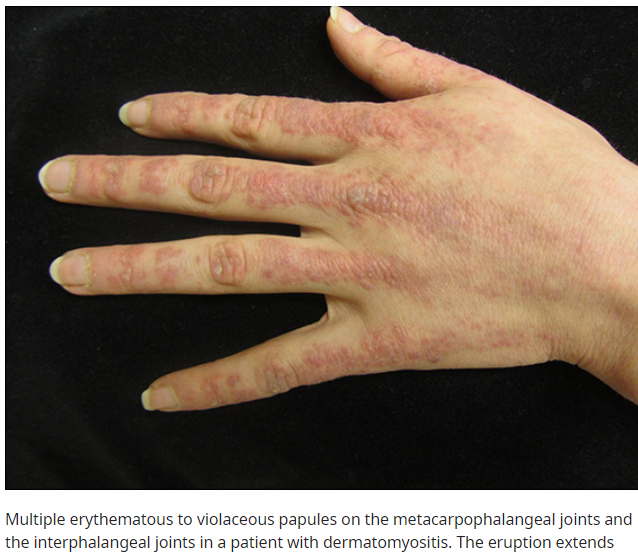 Multiple erythematous to violaceous papules on the metacarpophalangeal joints and
the interphalangeal joints in a patient with dermatomyositis. The eruption extends